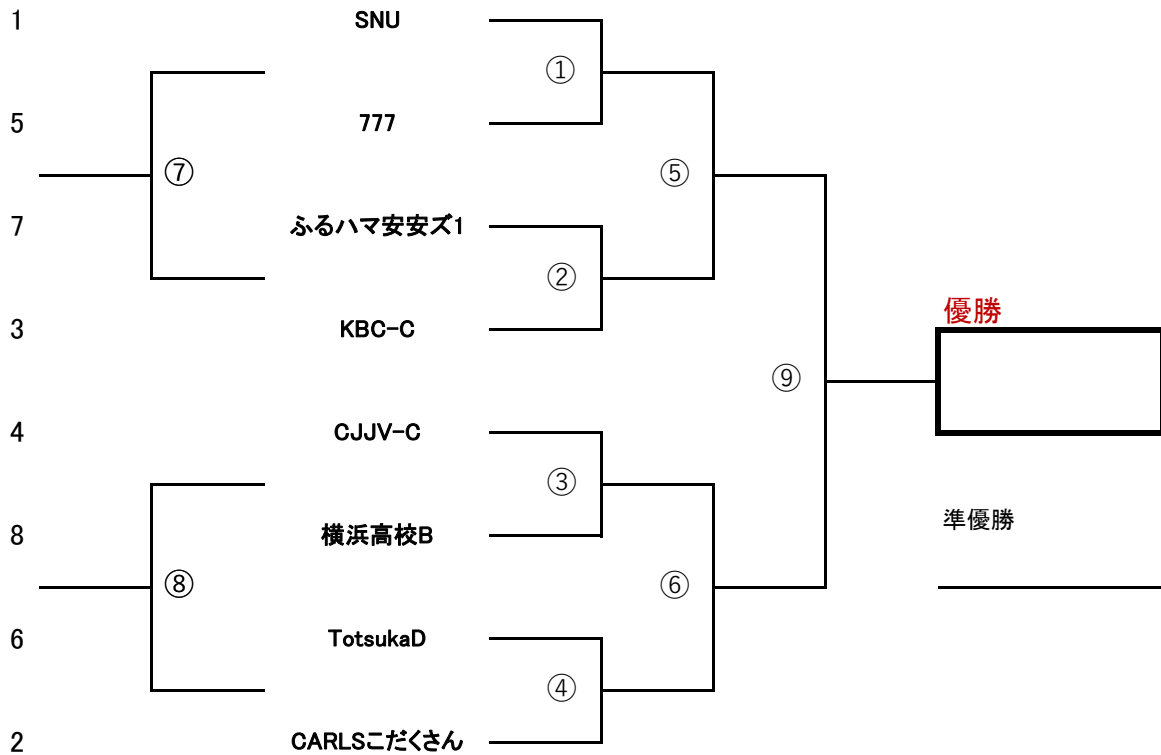 1 SNU
①
5 777
⑦ ⑤
7 ふるハマ安安ズ1
②
3 KBC-C
優勝
⑨
4 CJJV-C
③
8 横浜高校B
準優勝
⑧ ⑥
6 TotsukaD
④
2 CARLSこだくさん